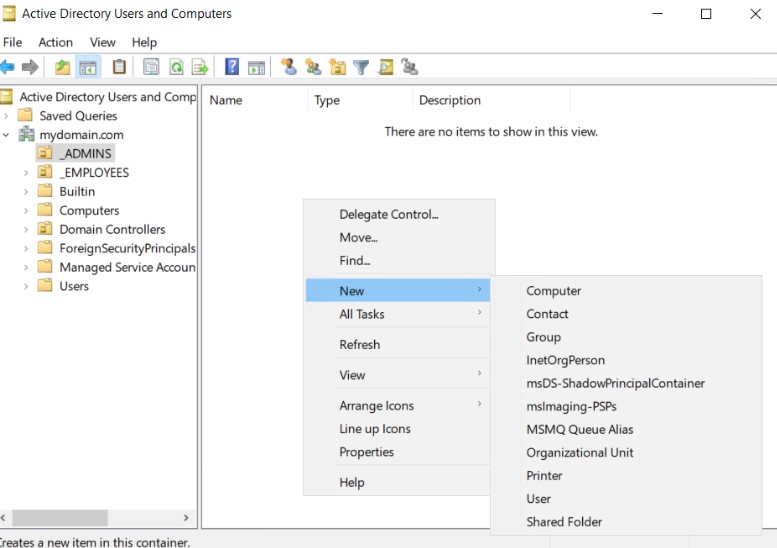 Active Directory Users and Computers
File Action View Help
Active Directory Users and Comp
Saved Queries
mydomain.com
_ADMINS
_EMPLOYEES
Builtin
Computers
Domain Controllers
ForeignSecurityPrincipals
Managed Service Accoun
Users
Name Type Description
There are no items to show in this view.
Delegate Control...
Move...
Find...
New
All Tasks
Refresh
View
Arrange Icons
Line up Icons
Properties
Help
Computer
Contact
Group
InetOrgPerson
msDS-ShadowPrincipalContainer
msImaging-PSPs
MSMQ Queue Alias
Organizational Unit
Printer
User
Shared Folder
Creates a new item in this container.